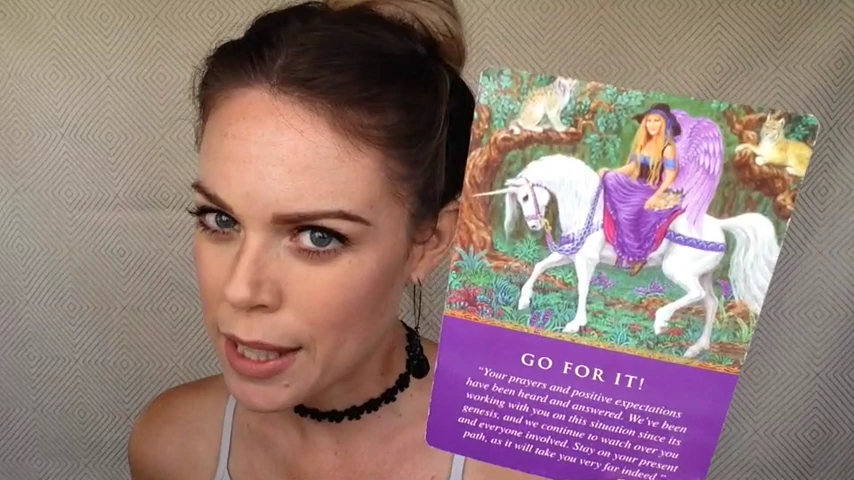 GO FOR IT!
"Your prayers and positive expectations
have been heard and answered. We've been
working with you on this situation since its
genesis, and we continue to watch over you
and everyone involved. Stay on your present
path, as it will take you very far indeed."